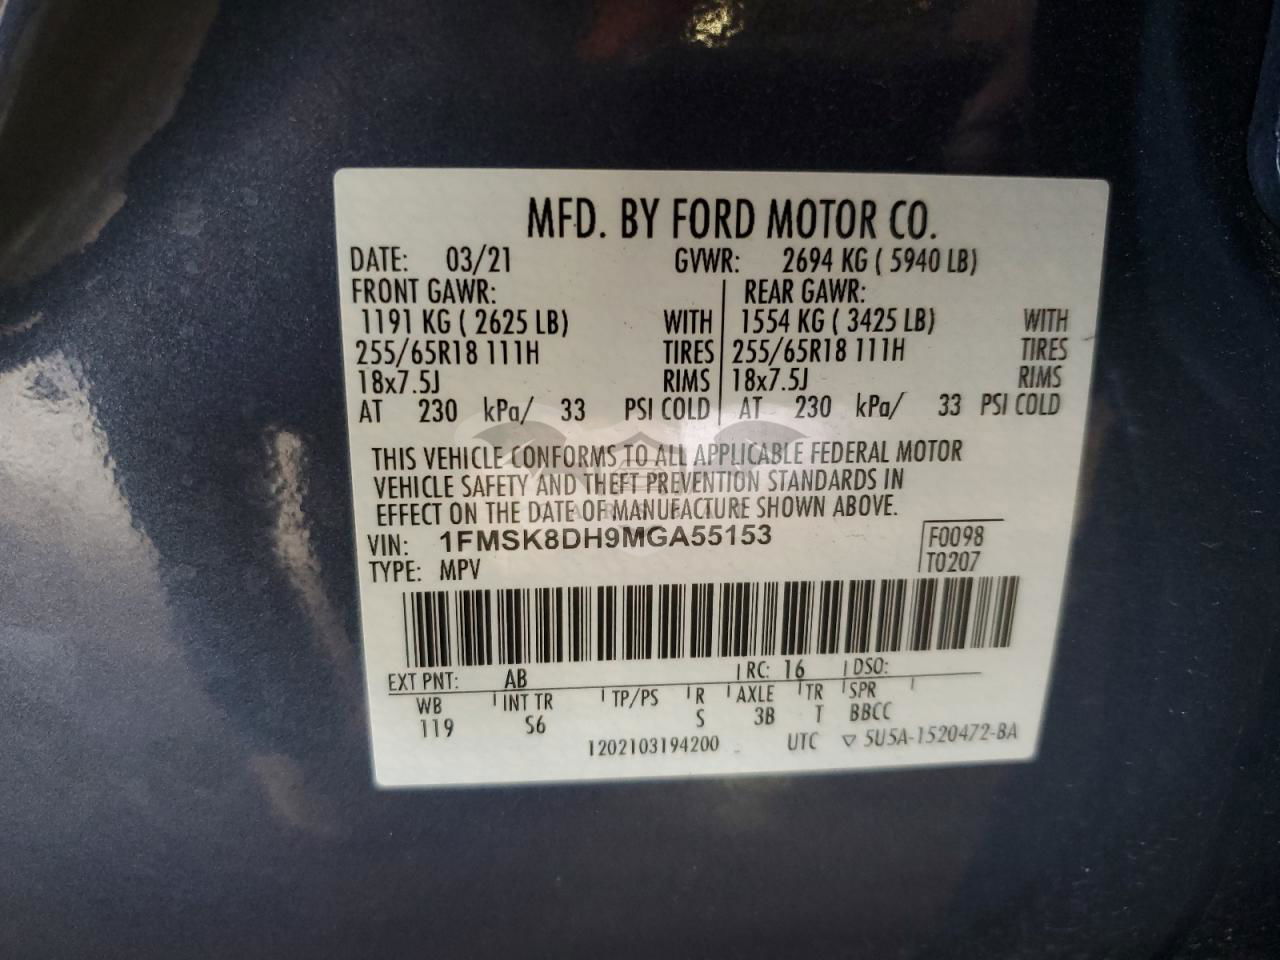 MFD. BY FORD MOTOR CO.
DATE: 03/21 GVWR: 2694 KG ( 5940 LB)
FRONT GAWR: REAR GAWR:
1191 KG ( 2625 LB) WITH 1554 KG ( 3425 LB) WITH
255/65R18 111H TIRES 255/65R18 111H TIRES
18x7.5J RIMS 18x7.5J RIMS
AT 230 kPa/ 33 PSI COLD AT 230 kPa/ 33 PSI COLD
THIS VEHICLE CONFORMS TO ALL APPLICABLE FEDERAL MOTOR
VEHICLE SAFETY AND THEFT PREVENTION STANDARDS IN
EFFECT ON THE DATE OF MANUFACTURE SHOWN ABOVE.
VIN: 1FMSK8DH9MGA55153 F0098
TYPE: MPV T0207
EXT PNT: AB RC: 16 DSO:
WB INT TR TP/PS R AXLE TR SPR
119 S6 S 3B T BBCC
1202103194200 UTC ▽ 5U5A-1520472-BA